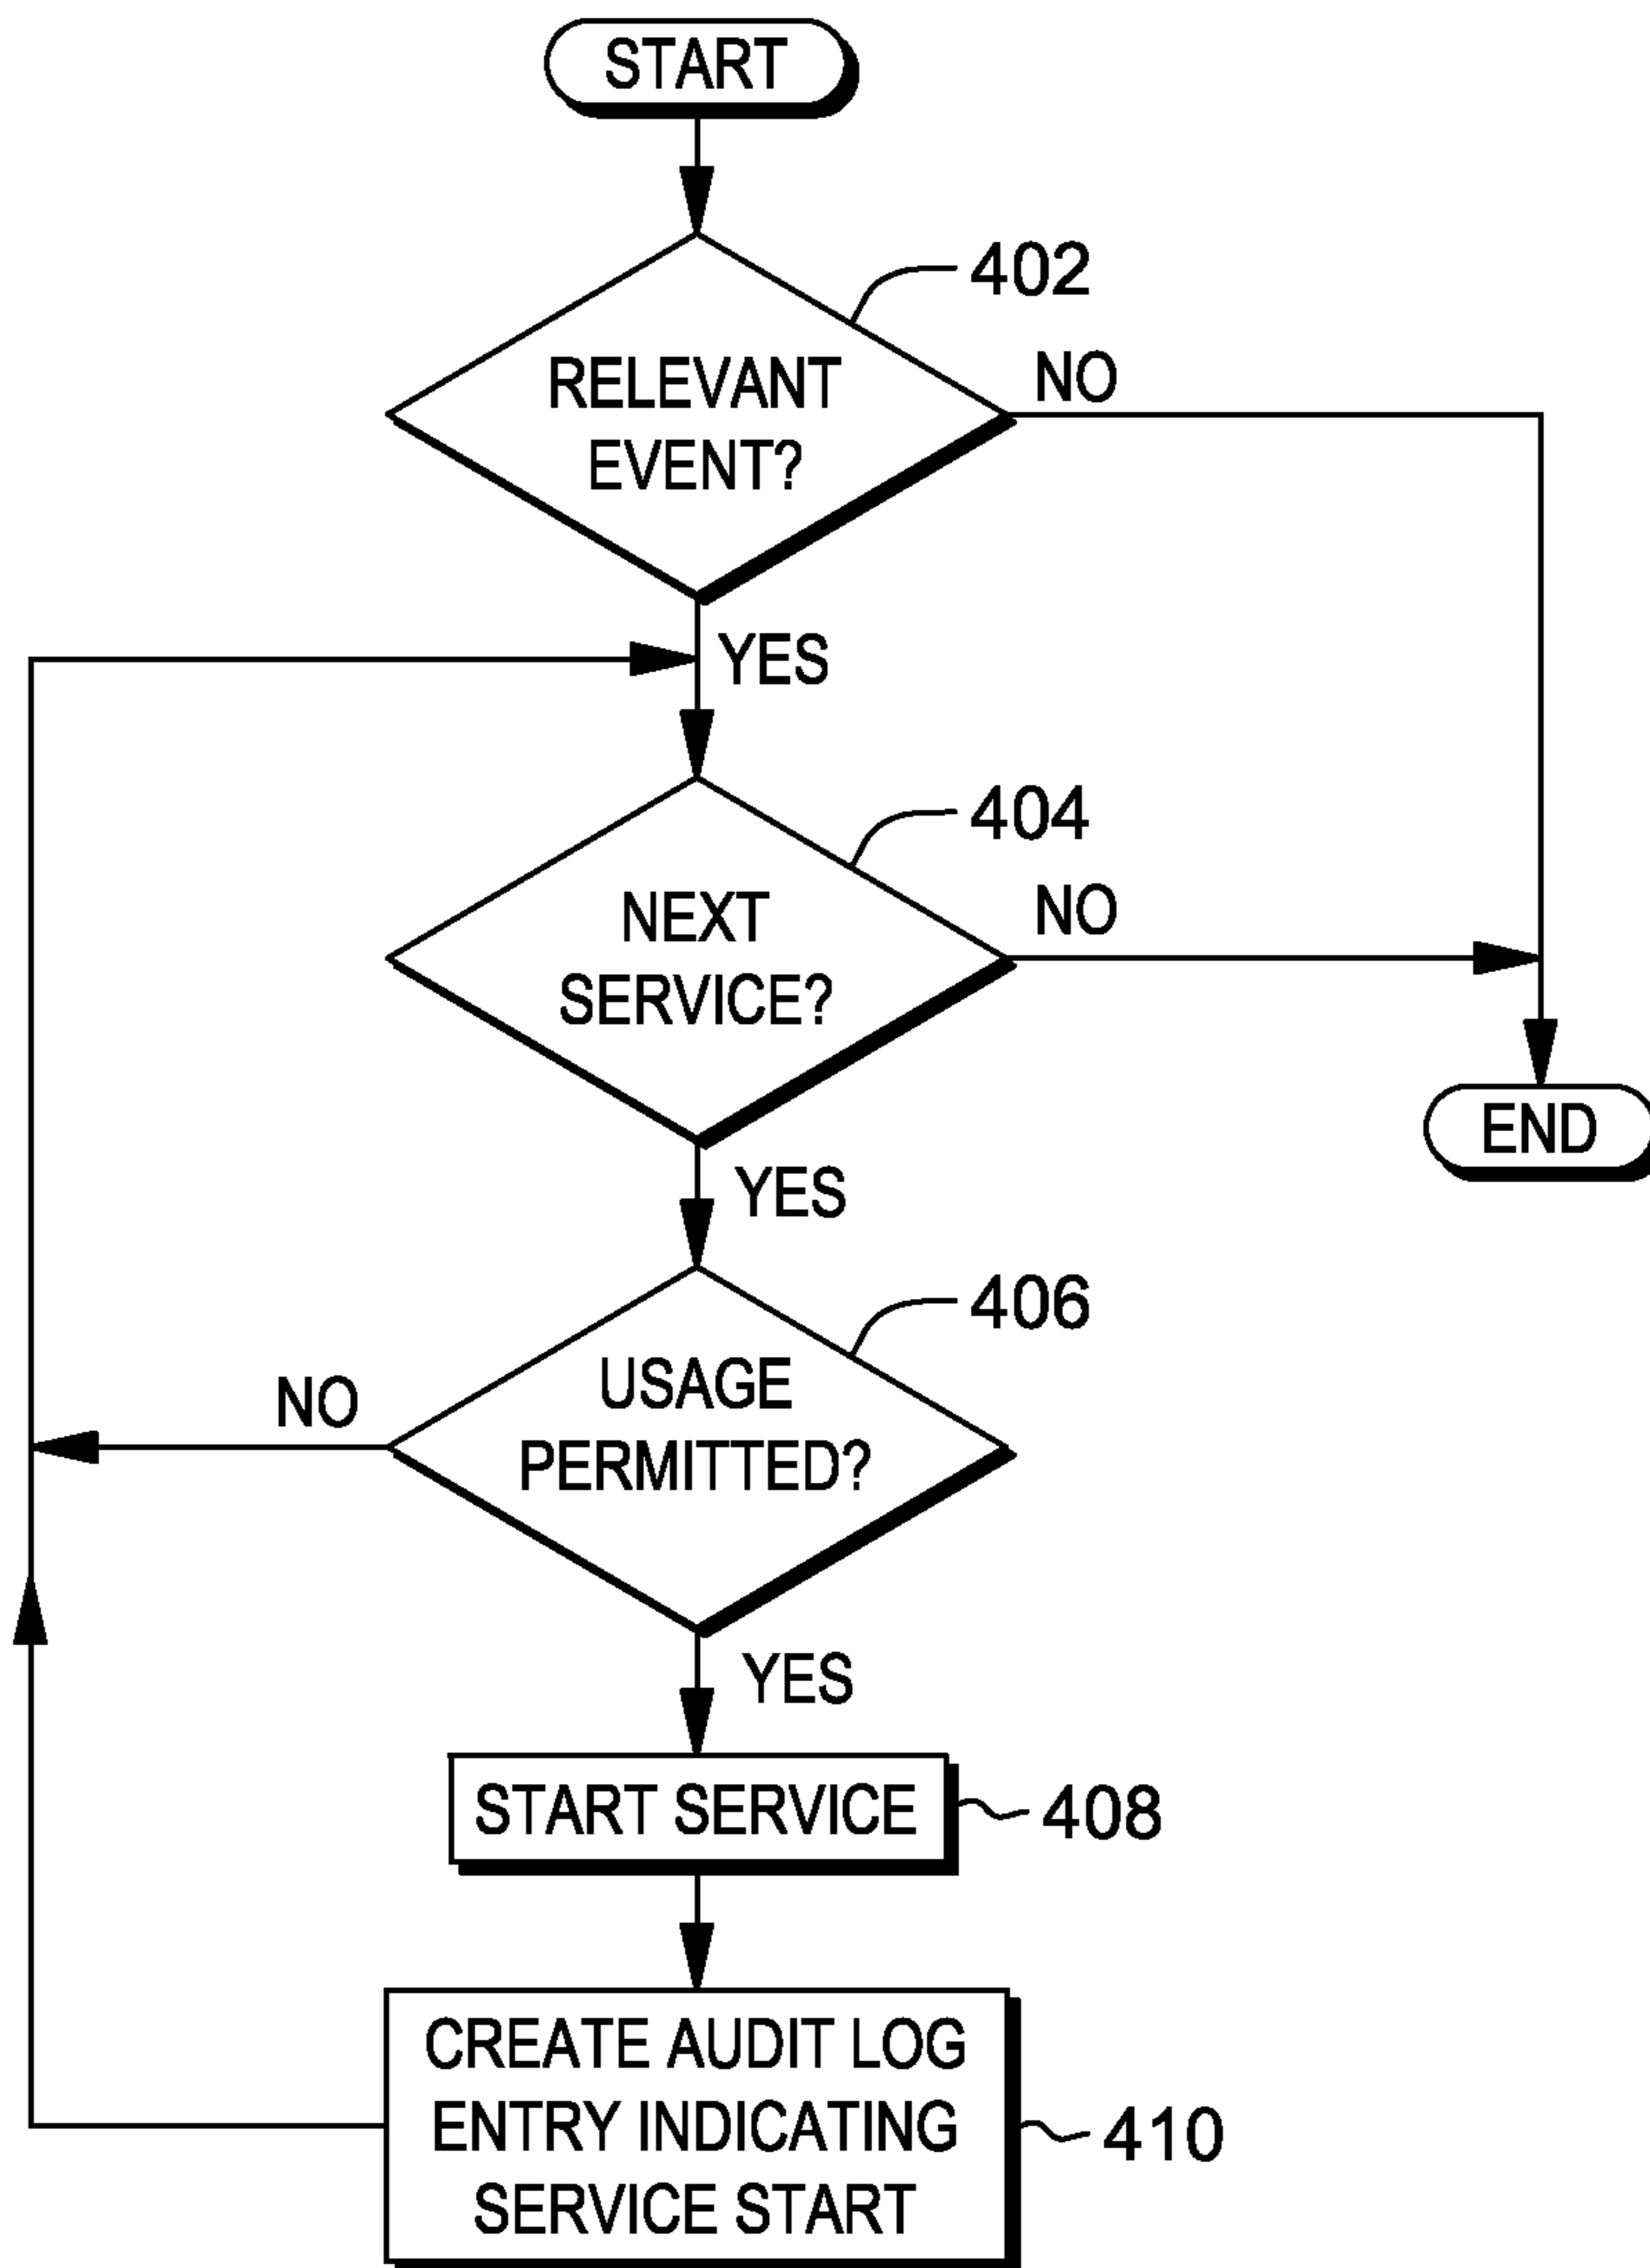 START
402
RELEVANT
EVENT?
NO
YES
404
NEXT
SERVICE?
NO
END
YES
406
USAGE
PERMITTED?
NO
YES
START SERVICE
408
CREATE AUDIT LOG
ENTRY INDICATING
SERVICE START
410